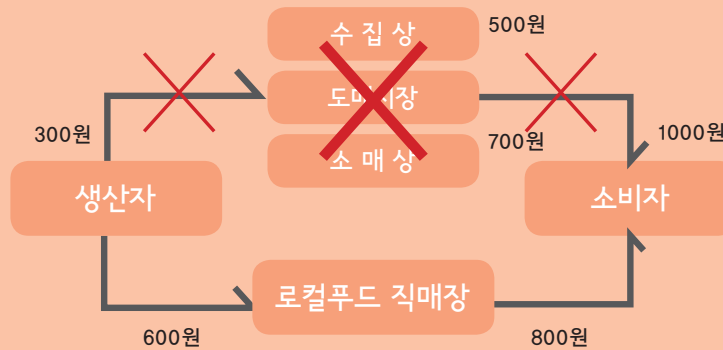 수 집 상
500원
도매시장
300원
700원
1000원
소 매 상
생산자
소비자
로컬푸드 직매장
600원
800원